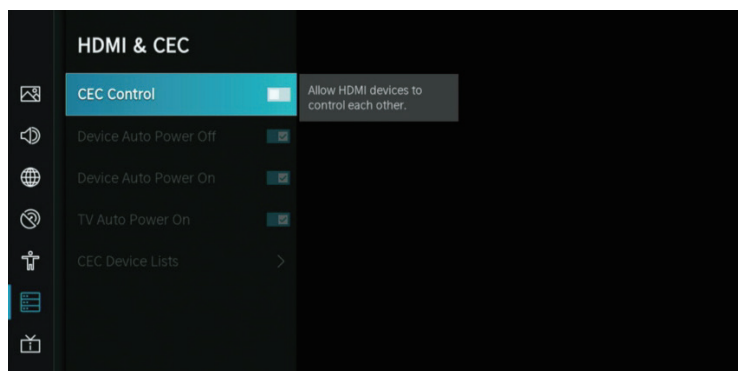 HDMI & CEC
CEC Control
Allow HDMI devices to
control each other.
Device Auto Power Off
Device Auto Power On
TV Auto Power On
CEC Device Lists